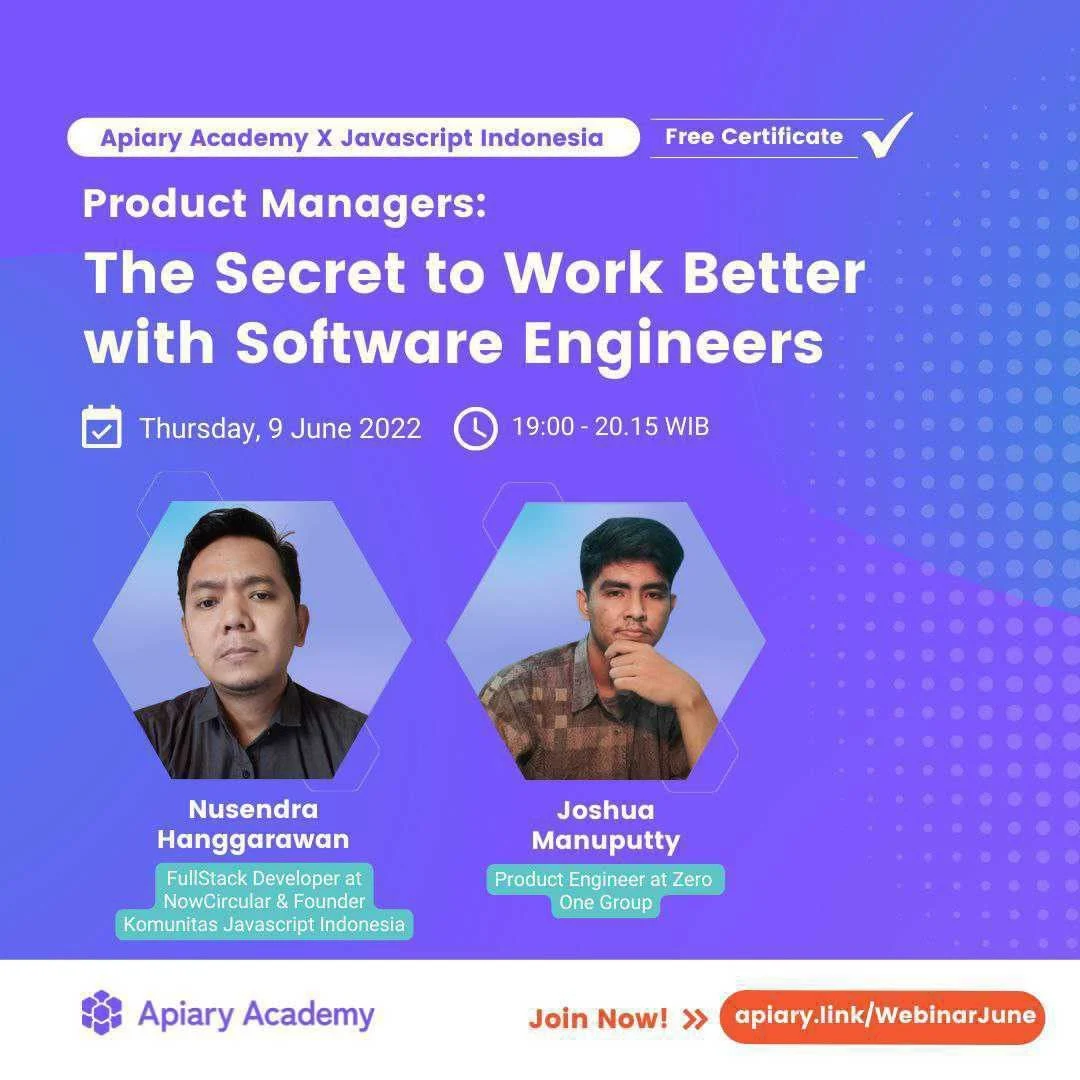 Apiary Academy X Javascript Indonesia
Free Certificate
Product Managers:
The Secret to Work Better
with Software Engineers
Thursday, 9 June 2022
19:00 - 20.15 WIB
Nusendra
Hanggarawan
FullStack Developer at
NowCircular & Founder
Komunitas Javascript Indonesia
Joshua
Manuputty
Product Engineer at Zero
One Group
Apiary Academy
Join Now! >>
apiary.link/WebinarJune